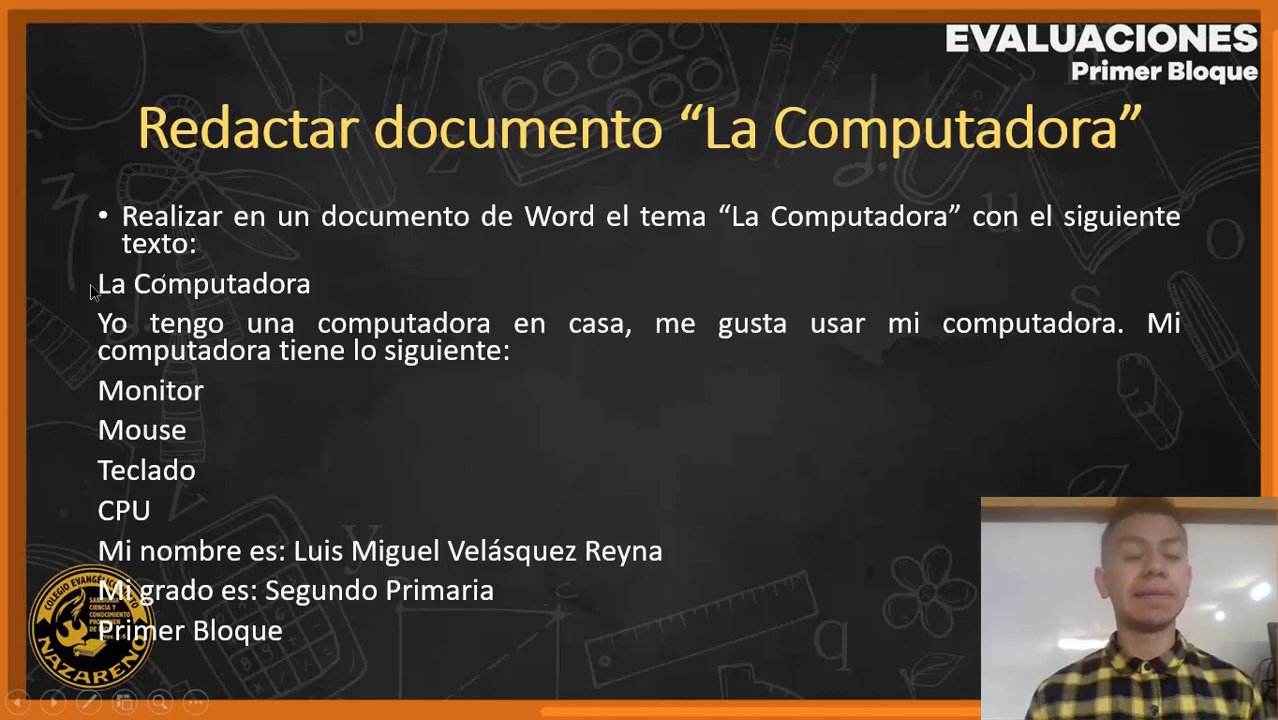 EVALUACIONES
Primer Bloque
Redactar documento “La Computadora”
• Realizar en un documento de Word el tema “La Computadora” con el siguiente
texto:
La Computadora
Yo tengo una computadora en casa, me gusta usar mi computadora. Mi
computadora tiene lo siguiente:
Monitor
Mouse
Teclado
CPU
Mi nombre es: Luis Miguel Velásquez Reyna
Mi grado es: Segundo Primaria
Primer Bloque
NAZARENO